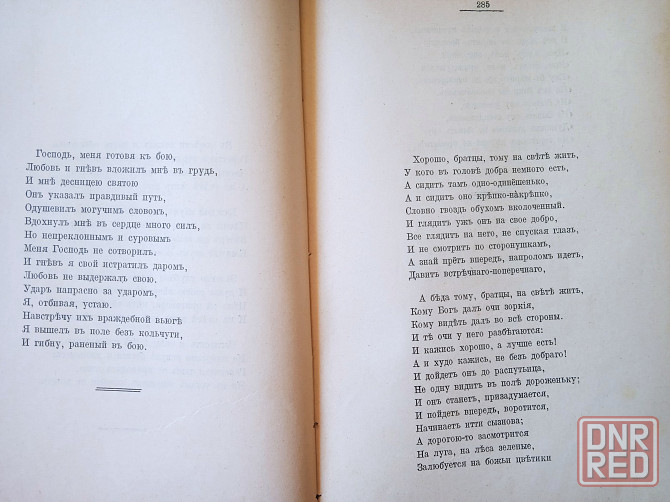 Господь, меня готовя къ бою,
Любовь и гнѣвъ вложилъ мнѣ въ грудь,
И мнѣ десницею святою
Онъ указалъ правдивый путь,
Одушевилъ могучимъ словомъ,
Вдохнулъ мнѣ въ сердце много силъ,
Но непреклоннымъ и суровымъ
Меня Господь не сотворилъ.
И гнѣвъ я свой истратилъ даромъ,
Любовь не выдержалъ свою.
Ударъ напрасно за ударомъ,
Я, отбивая, устаю.
Навстрѣчу ихъ враждебной вьюгѣ
Я вышелъ въ поле безъ кольчуги,
И гибну, раненый въ бою.
285
Хорошо, братцы, тому на свѣтѣ жить,
У кого въ головѣ добра немного есть,
А сидитъ тамъ одно-одинёшенько,
А и сидитъ оно крѣпко-на̀крѣпко,
Словно гвоздь обухомъ вколоченный.
И глядитъ ужъ онъ на свое добро,
Все глядитъ на него, не спуская глазъ,
И не смотритъ по сторонушкамъ,
А знай прётъ впередъ, напроломъ идетъ,
Давитъ встрѣчнаго-поперечнаго,
А бѣда тому, братцы, на свѣтѣ жить,
Кому Богъ далъ очи зоркія,
Кому видѣть далъ во всѣ стороны.
И тѣ очи у него разбѣгаются:
И кажись хорошо, а лучше есть!
А и худо кажись, не безъ добраго!
И дойдетъ онъ до распутьица,
Не одну видитъ въ полѣ дороженьку;
И онъ станетъ, призадумается,
И пойдетъ впередъ, воротится,
Начинаетъ итти сызнова;
А дорогою-то засмотрится
На луга, на лѣса зеленые,
Залюбуется на божьи цвѣтики
DNR
RED